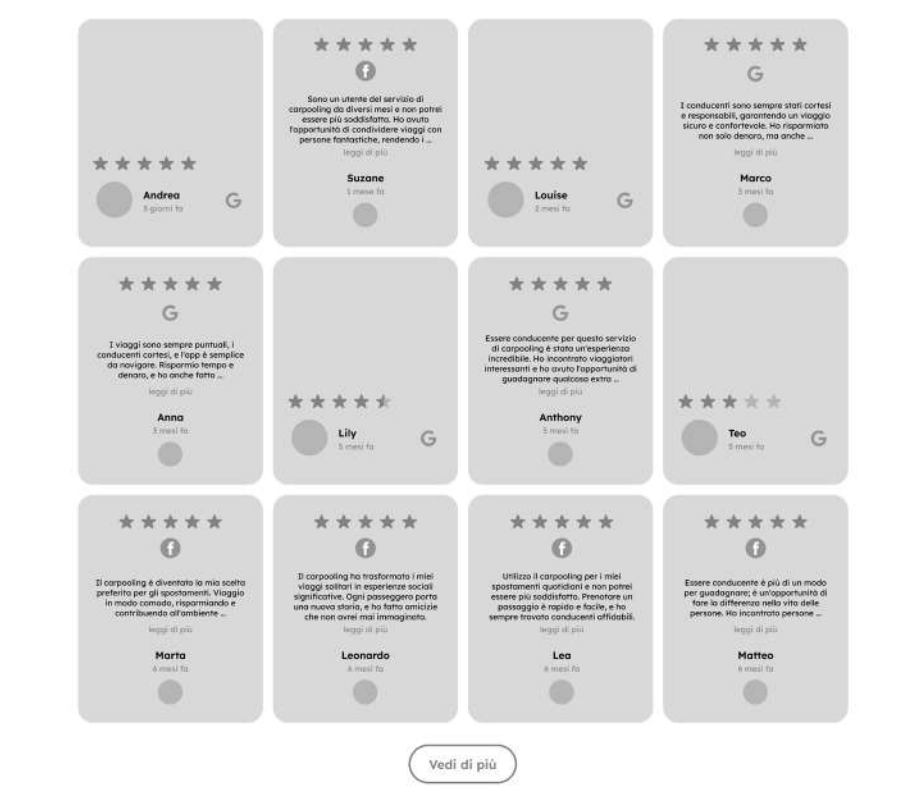 Andrea
3 giorni fa
G
f
Sono un utente del servizio di
carpooling da diversi mesi e non potrei
essere più soddisfatta. Ho avuto
l'opportunità di condividere viaggi con
persone fantastiche, rendendo i ...
leggi di più
Suzane
1 mese fa
Louise
2 mesi fa
G
G
I conducenti sono sempre stati cortesi
e responsabili, garantendo un viaggio
sicuro e confortevole. Ho risparmiato
non solo denaro, ma anche ...
leggi di più
Marco
3 mesi fa
G
I viaggi sono sempre puntuali, i
conducenti cortesi, e l'app è semplice
da navigare. Risparmio tempo e
denaro, e ho anche fatto ...
leggi di più
Anna
3 mesi fa
Lily
5 mesi fa
G
G
Essere conducente per questo servizio
di carpooling è stata un'esperienza
incredibile. Ho incontrato viaggiatori
interessanti e ho avuto l'opportunità di
guadagnare qualcosa extra ...
leggi di più
Anthony
5 mesi fa
Teo
5 mesi fa
G
f
Il carpooling è diventato la mia scelta
preferita per gli spostamenti. Viaggio
in modo comodo, risparmiando e
contribuendo all'ambiente ...
leggi di più
Marta
6 mesi fa
f
Il carpooling ha trasformato i miei
viaggi solitari in esperienze sociali
significative. Ogni passeggero porta
una nuova storia, e ho fatto amicizie
che non avrei mai immaginato.
leggi di più
Leonardo
6 mesi fa
f
Utilizzo il carpooling per i miei
spostamenti quotidiani e non potrei
essere più soddisfatto. Prenotare un
passaggio è rapido e facile, e ho
sempre trovato conducenti affidabili.
leggi di più
Lea
6 mesi fa
f
Essere conducente è più di un modo
per guadagnare; è un'opportunità di
fare la differenza nella vita delle
persone. Ho incontrato persone ...
leggi di più
Matteo
6 mesi fa
Vedi di più